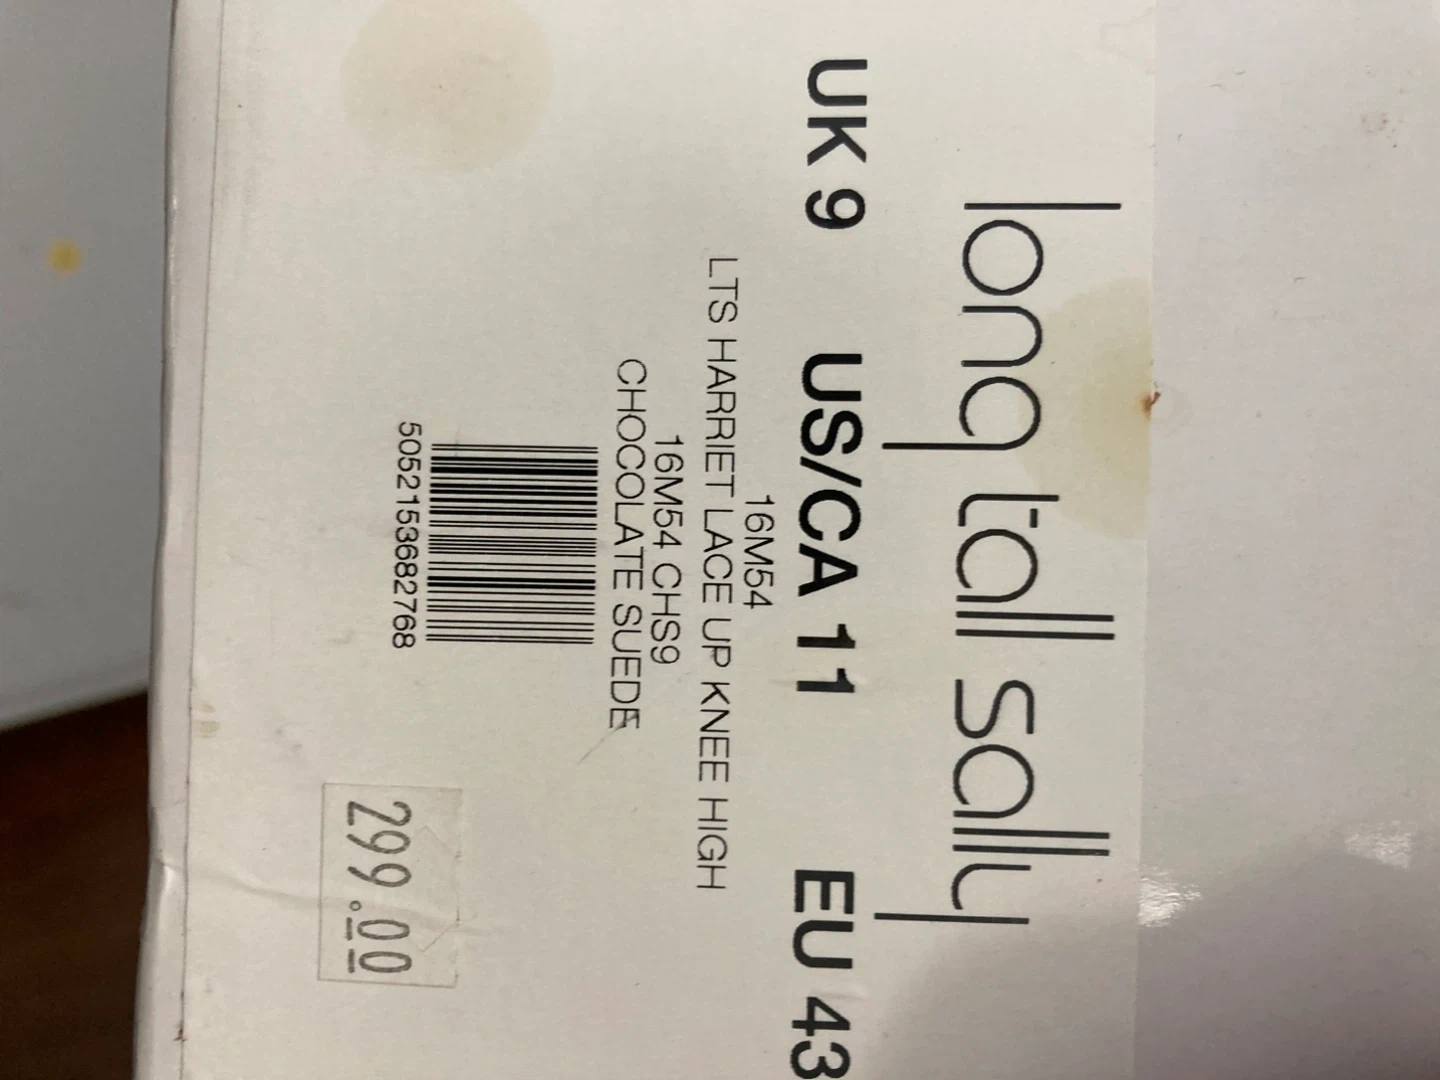 long tall sally
UK 9 US/CA 11 EU 43
16M54
LTS HARRIET LACE UP KNEE HIGH
16M54 CHS9
CHOCOLATE SUEDE
5052153682768
299.00